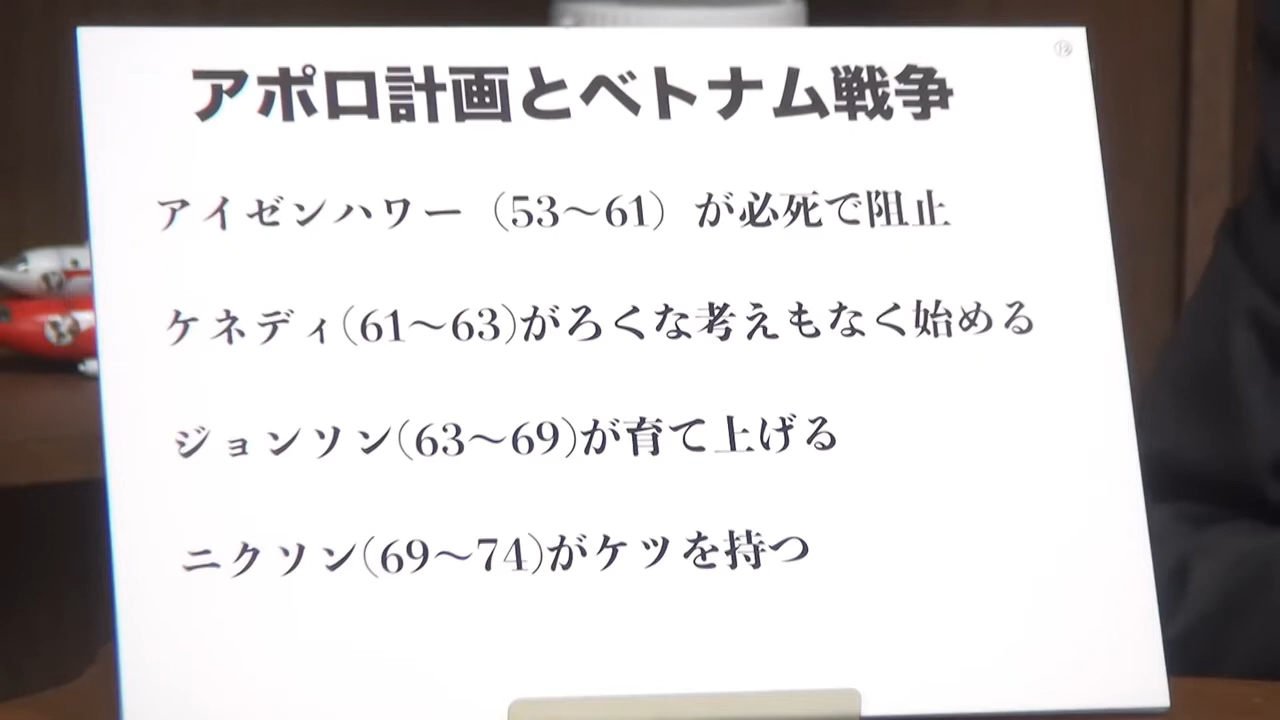 アポロ計画とベトナム戦争
アイゼンハワー（53〜61）が必死で阻止
ケネディ(61〜63)がろくな考えもなく始める
ジョンソン(63〜69)が育て上げる
ニクソン(69〜74)がケツを持つ